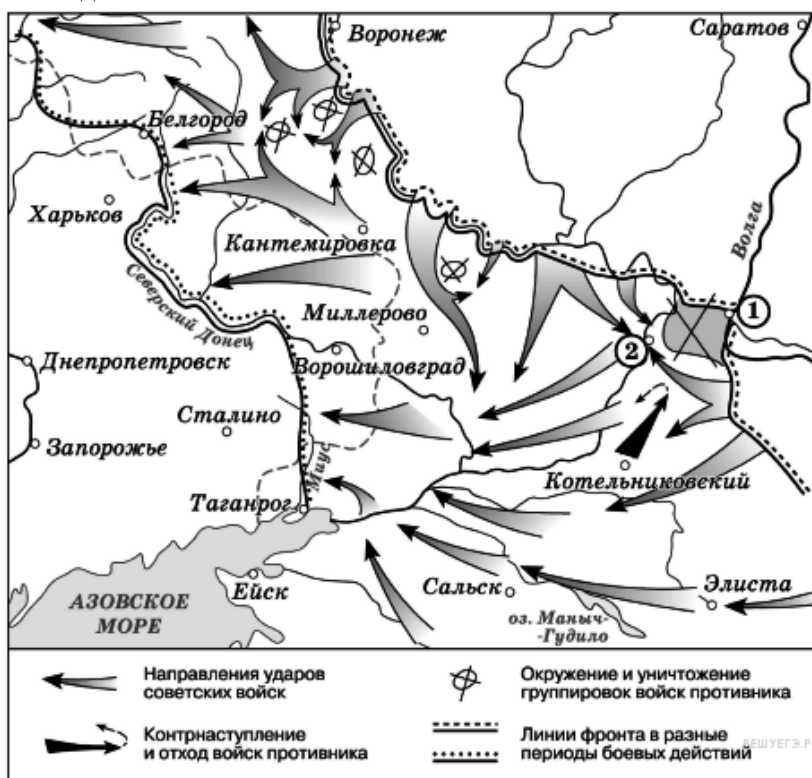 Воронеж
Саратов
Белгород
Харьков
Волга
Кантемировка
Северский Донец
Миллерово
1
2
Днепропетровск
Ворошиловград
Сталино
Запорожье
Миус
Котельниковский
Таганрог
Ейск
Сальск
Элиста
АЗОВСКОЕ
МОРЕ
оз. Маныч-
-Гудило
Направления ударов
советских войск
Окружение и уничтожение
группировок войск противника
Контрнаступление
и отход войск противника
Линии фронта в разные
периоды боевых действий